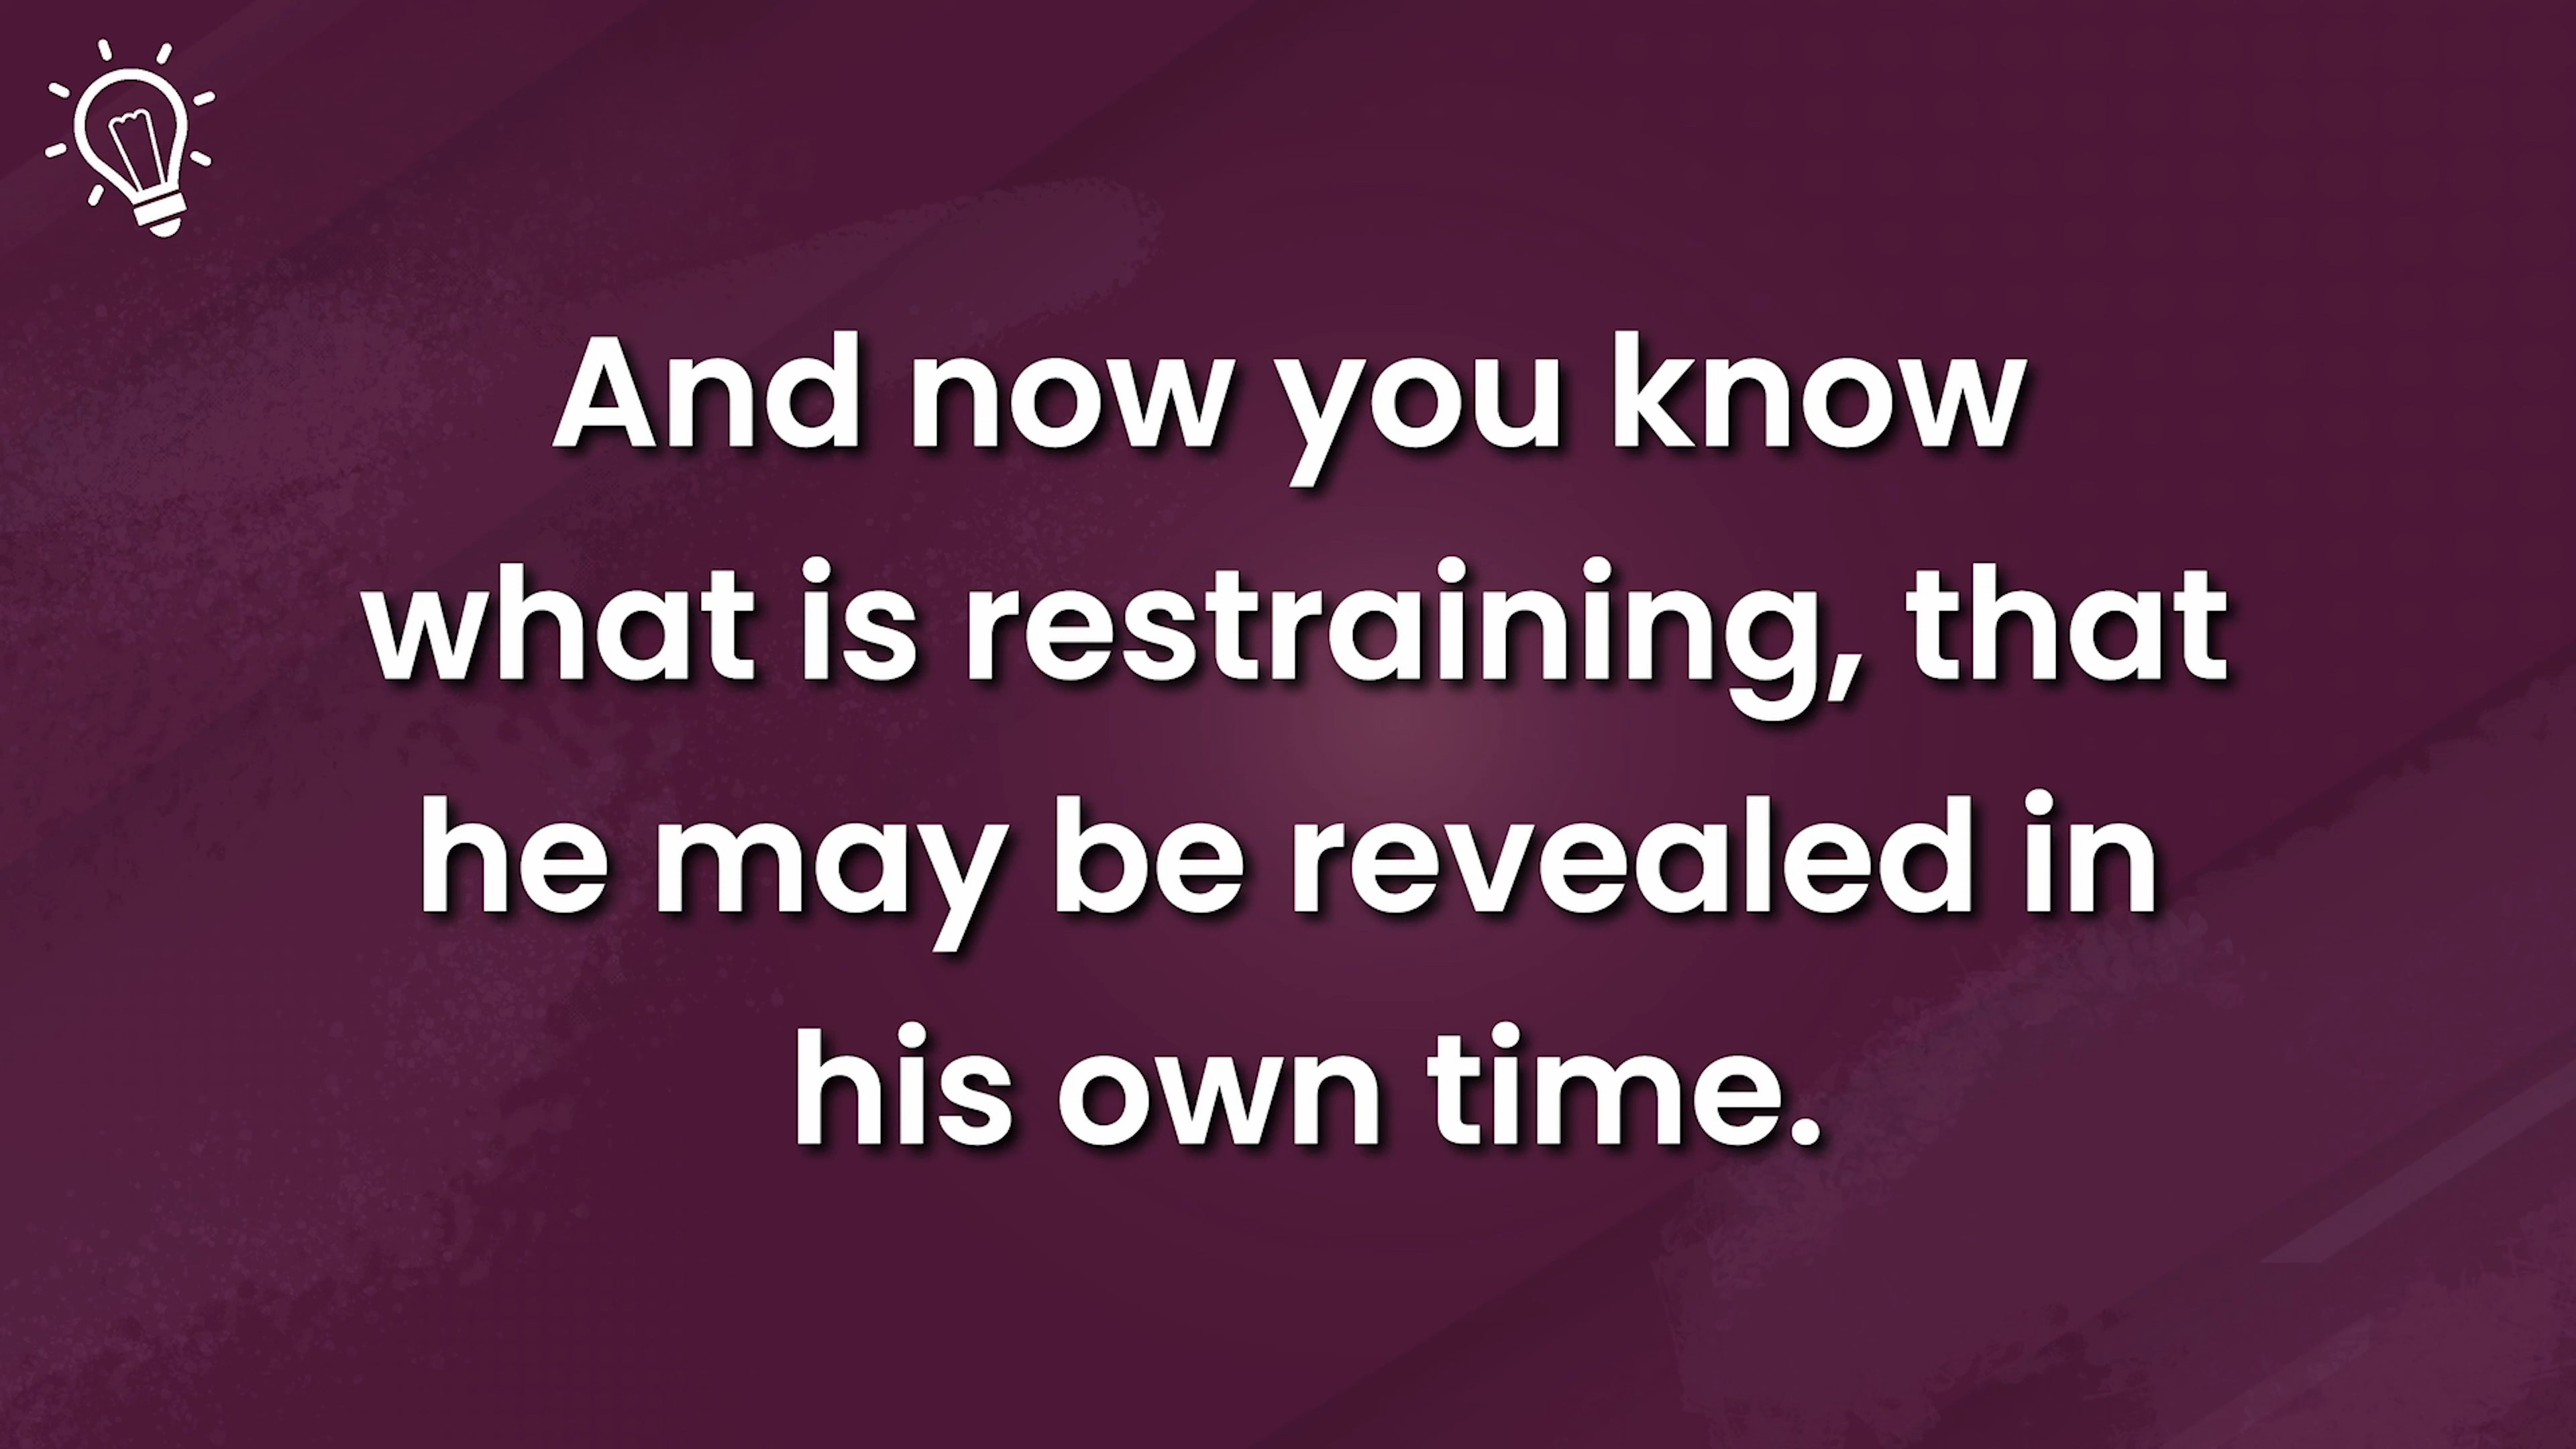 And now you know
what is restraining, that
he may be revealed in
his own time.